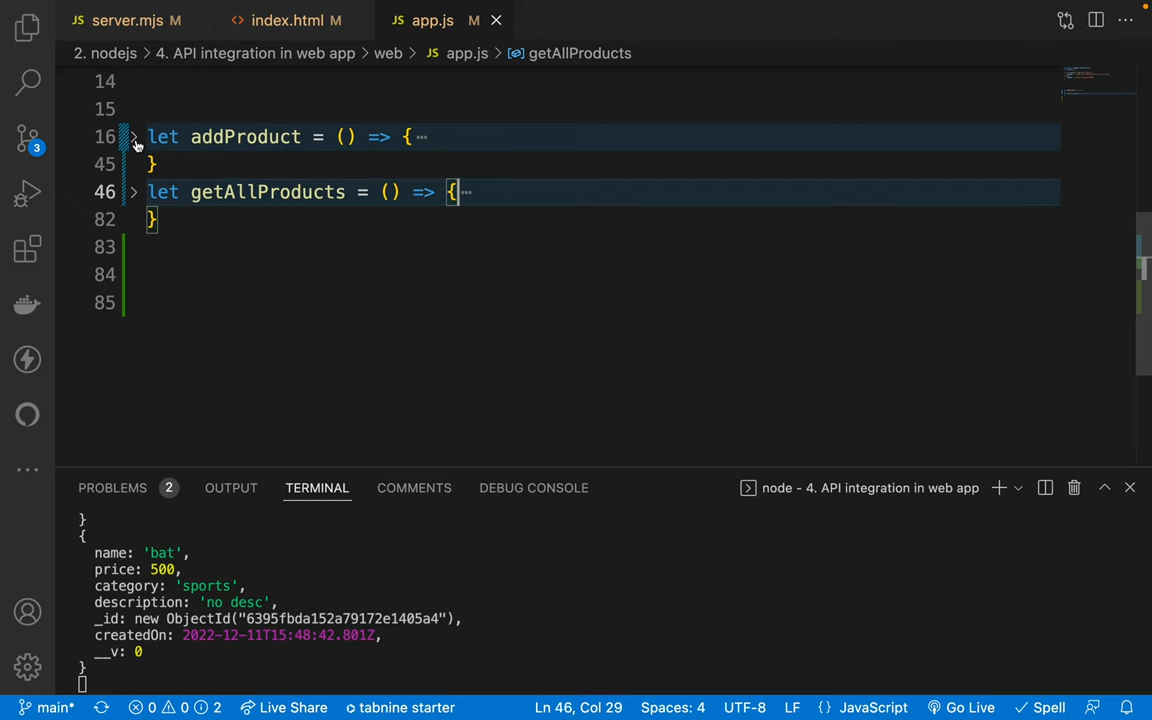 JS server.mjs M <> index.html M JS app.js M
2. nodejs > 4. API integration in web app > web > JS app.js > getAllProducts
14
15
16 let addProduct = () => {⋯
45 }
46 let getAllProducts = () => {⋯
82 }
83
84
85
3
PROBLEMS 2 OUTPUT TERMINAL COMMENTS DEBUG CONSOLE node - 4. API integration in web app
}
{
name: 'bat',
price: 500,
category: 'sports',
description: 'no desc',
_id: new ObjectId("6395fbda152a79172e1405a4"),
createdOn: 2022-12-11T15:48:42.801Z,
__v: 0
}
main* 0 0 2 Live Share tabnine starter Ln 46, Col 29 Spaces: 4 UTF-8 LF {} JavaScript Go Live Spell